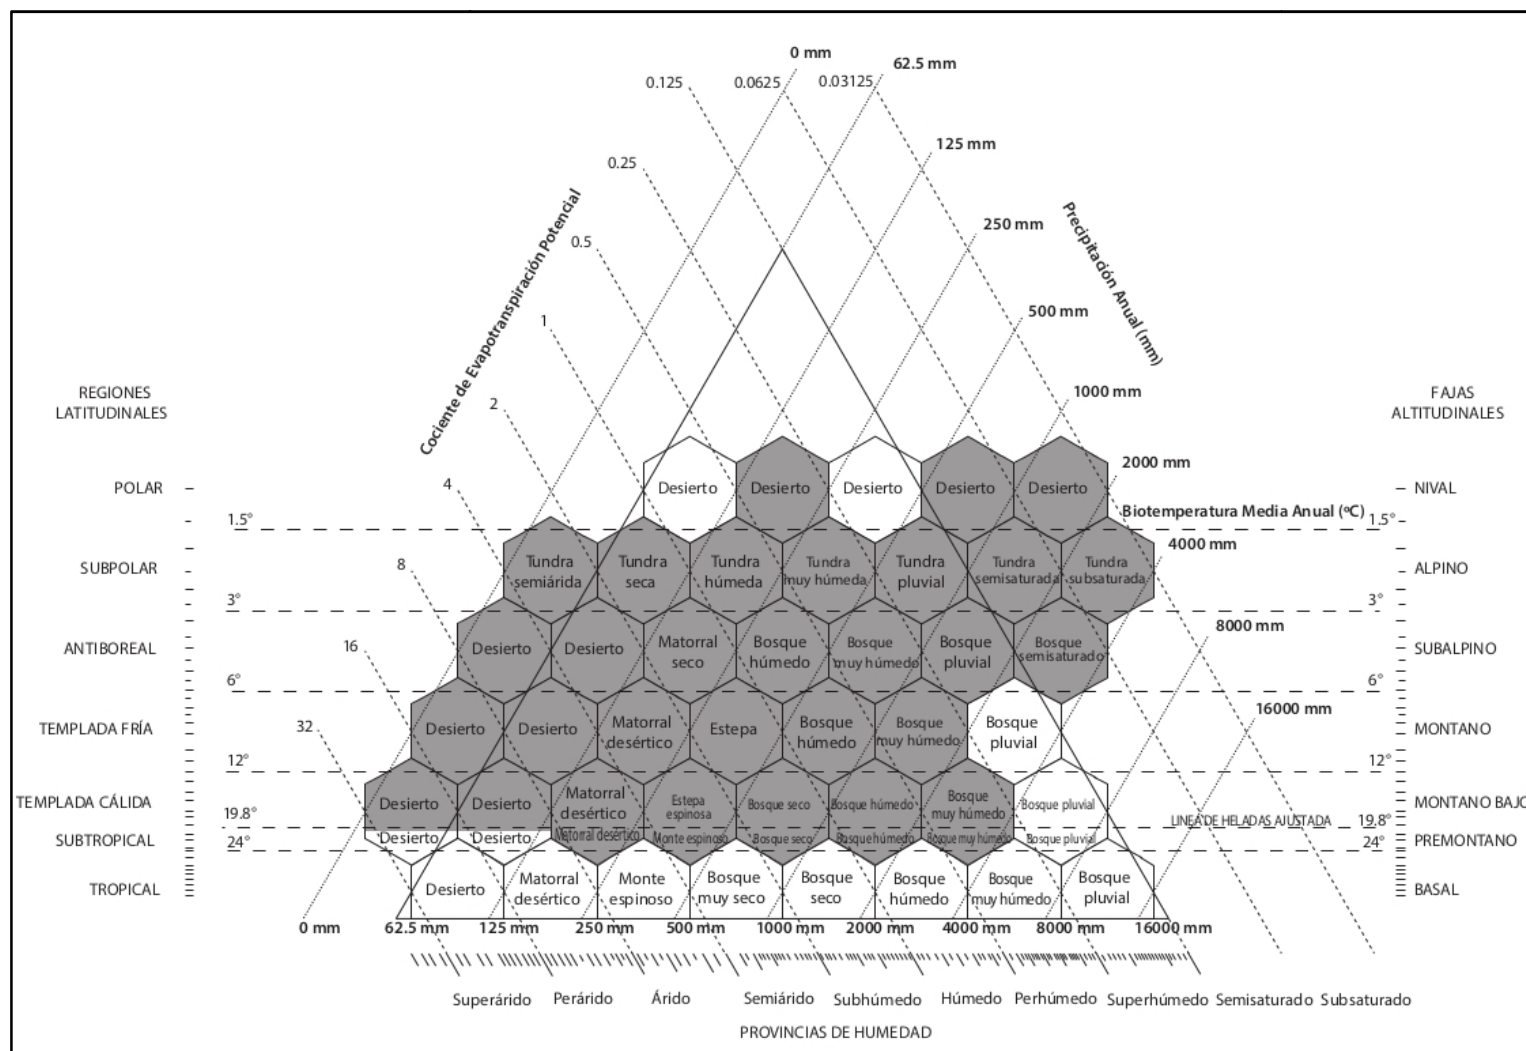 0 mm
62.5 mm
0.125
0.0625
0.03125
125 mm
0.25
250 mm
0.5
500 mm
1
1000 mm
2
2000 mm
4
4000 mm
8
8000 mm
16
16000 mm
32
Cociente de Evapotranspiración Potencial
Precipitación Anual (mm)
REGIONES
LATITUDINALES
FAJAS
ALTITUDINALES
POLAR
Desierto
Desierto
Desierto
Desierto
Desierto
NIVAL
Biotemperatura Media Anual (ºC)
1.5°
1.5°
SUBPOLAR
Tundra
semiárida
Tundra
seca
Tundra
húmeda
Tundra
muy húmeda
Tundra
pluvial
Tundra
semisaturada
Tundra
subsaturada
ALPINO
3°
3°
ANTIBOREAL
Desierto
Desierto
Matorral
seco
Bosque
húmedo
Bosque
muy húmedo
Bosque
pluvial
Bosque
semisaturado
SUBALPINO
6°
6°
TEMPLADA FRÍA
Desierto
Desierto
Matorral
desértico
Estepa
Bosque
húmedo
Bosque
muy húmedo
Bosque
pluvial
MONTANO
12°
12°
TEMPLADA CÁLIDA
Desierto
Desierto
Matorral
desértico
Estepa
espinosa
Bosque seco
Bosque húmedo
Bosque
muy húmedo
Bosque pluvial
MONTANO BAJO
19.8°
LINEA DE HELADAS AJUSTADA
19.8°
SUBTROPICAL
Desierto
Desierto
Matorral desértico
Monte espinoso
Bosque seco
Bosque húmedo
Bosque muy húmedo
Bosque pluvial
PREMONTANO
24°
24°
TROPICAL
Desierto
Matorral
desértico
Monte
espinoso
Bosque
muy seco
Bosque
seco
Bosque
húmedo
Bosque
muy húmedo
Bosque
pluvial
BASAL
0 mm
62.5 mm
125 mm
250 mm
500 mm
1000 mm
2000 mm
4000 mm
8000 mm
16000 mm
Superárido
Perárido
Árido
Semiárido
Subhúmedo
Húmedo
Perhúmedo
Superhúmedo
Semisaturado
Subsaturado
PROVINCIAS DE HUMEDAD